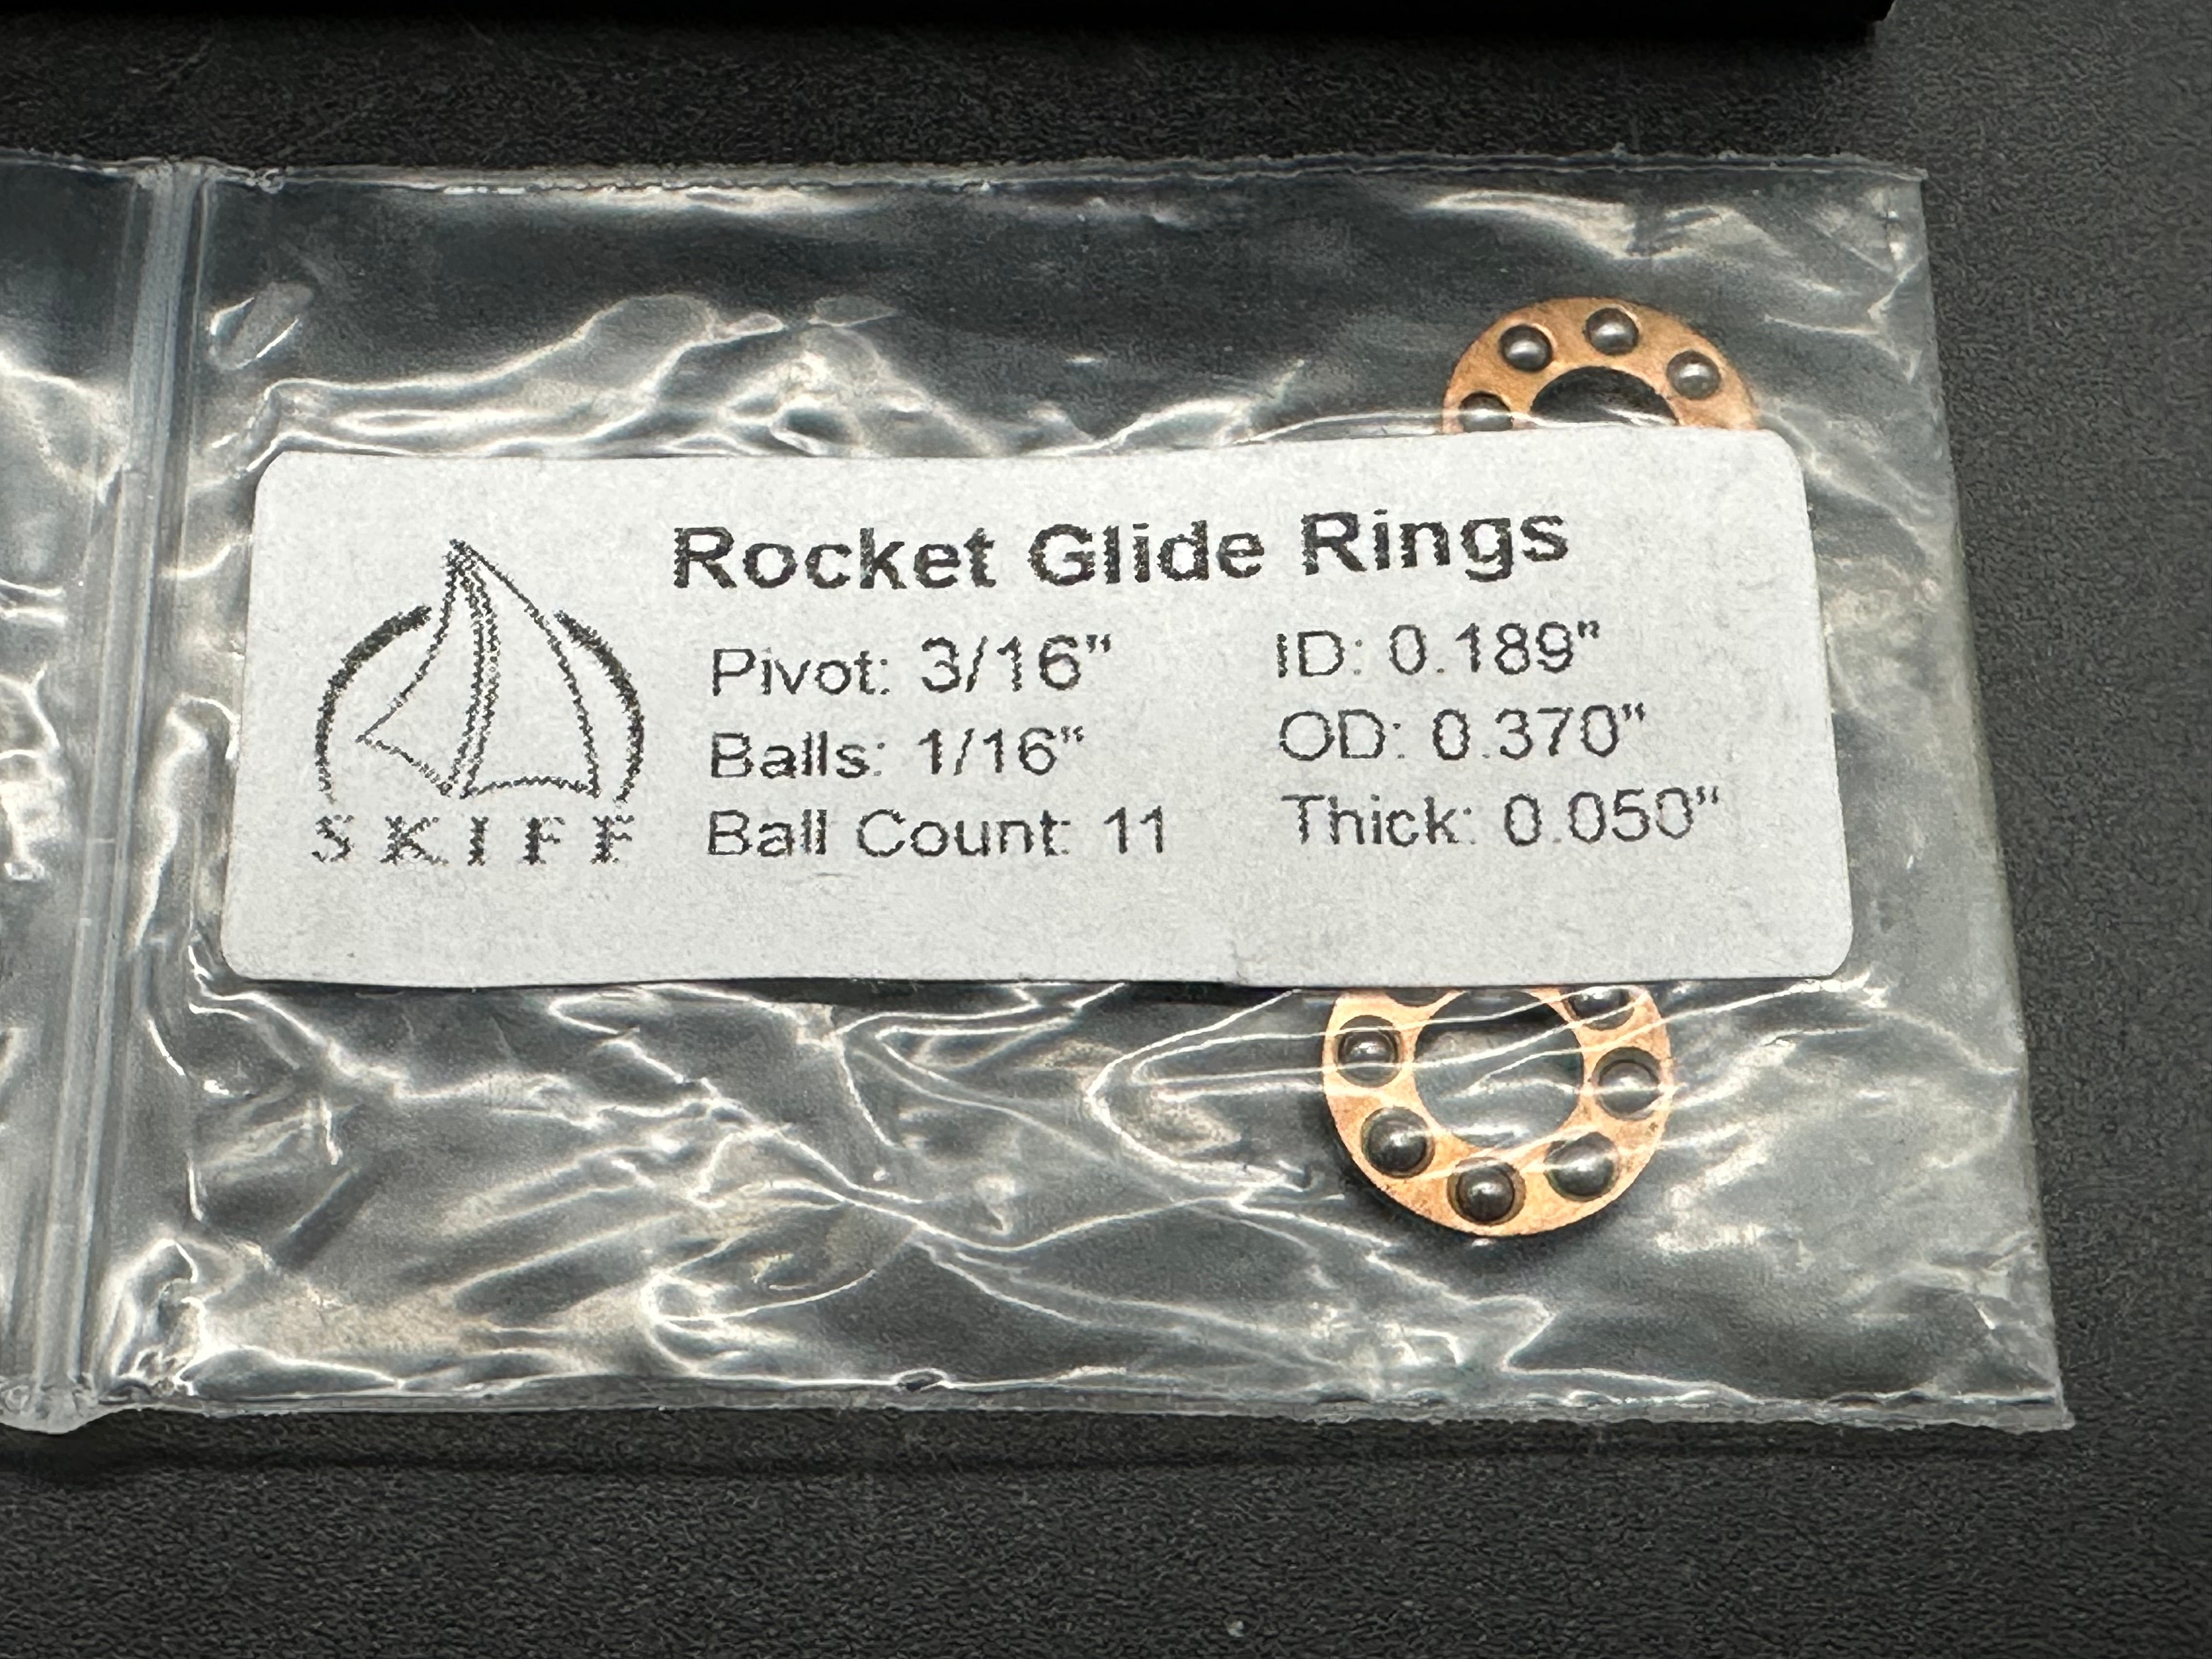 Rocket Glide Rings
Pivot: 3/16"
Balls: 1/16"
Ball Count: 11
ID: 0.189"
OD: 0.370"
Thick: 0.050"
SKIFF